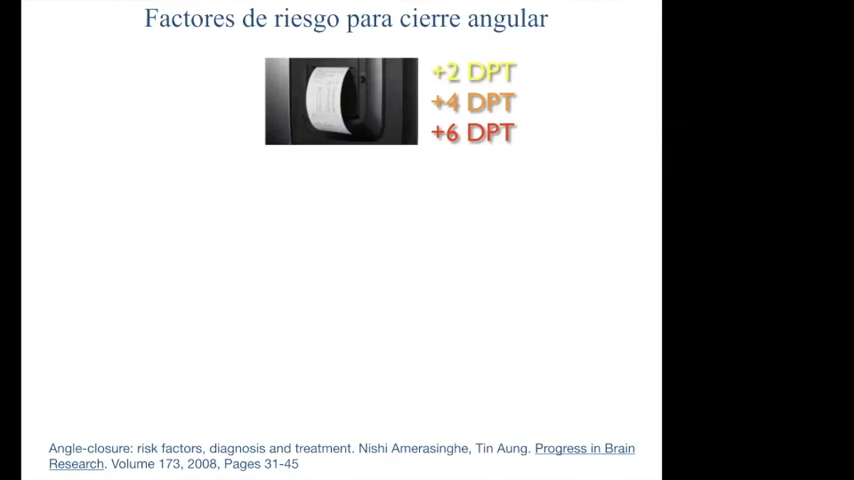 Factores de riesgo para cierre angular
+2 DPT
+4 DPT
+6 DPT
Angle-closure: risk factors, diagnosis and treatment. Nishi Amerasinghe, Tin Aung. Progress in Brain
Research. Volume 173, 2008, Pages 31-45